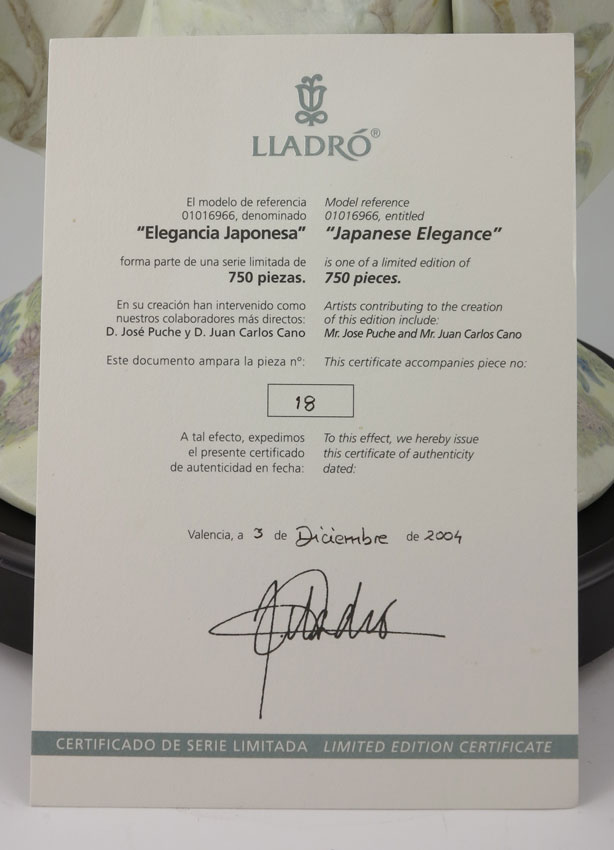 LLADRÓ®
El modelo de referencia
01016966, denominado
“Elegancia Japonesa”
forma parte de una serie limitada de
750 piezas.
En su creación han intervenido como
nuestros colaboradores más directos:
D. José Puche y D. Juan Carlos Cano
Este documento ampara la pieza nº:
Model reference
01016966, entitled
“Japanese Elegance”
is one of a limited edition of
750 pieces.
Artists contributing to the creation
of this edition include:
Mr. Jose Puche and Mr. Juan Carlos Cano
This certificate accompanies piece no:
18
A tal efecto, expedimos
el presente certificado
de autenticidad en fecha:
To this effect, we hereby issue
this certificate of authenticity
dated:
Valencia, a 3 de Diciembre de 2004
CERTIFICADO DE SERIE LIMITADA LIMITED EDITION CERTIFICATE